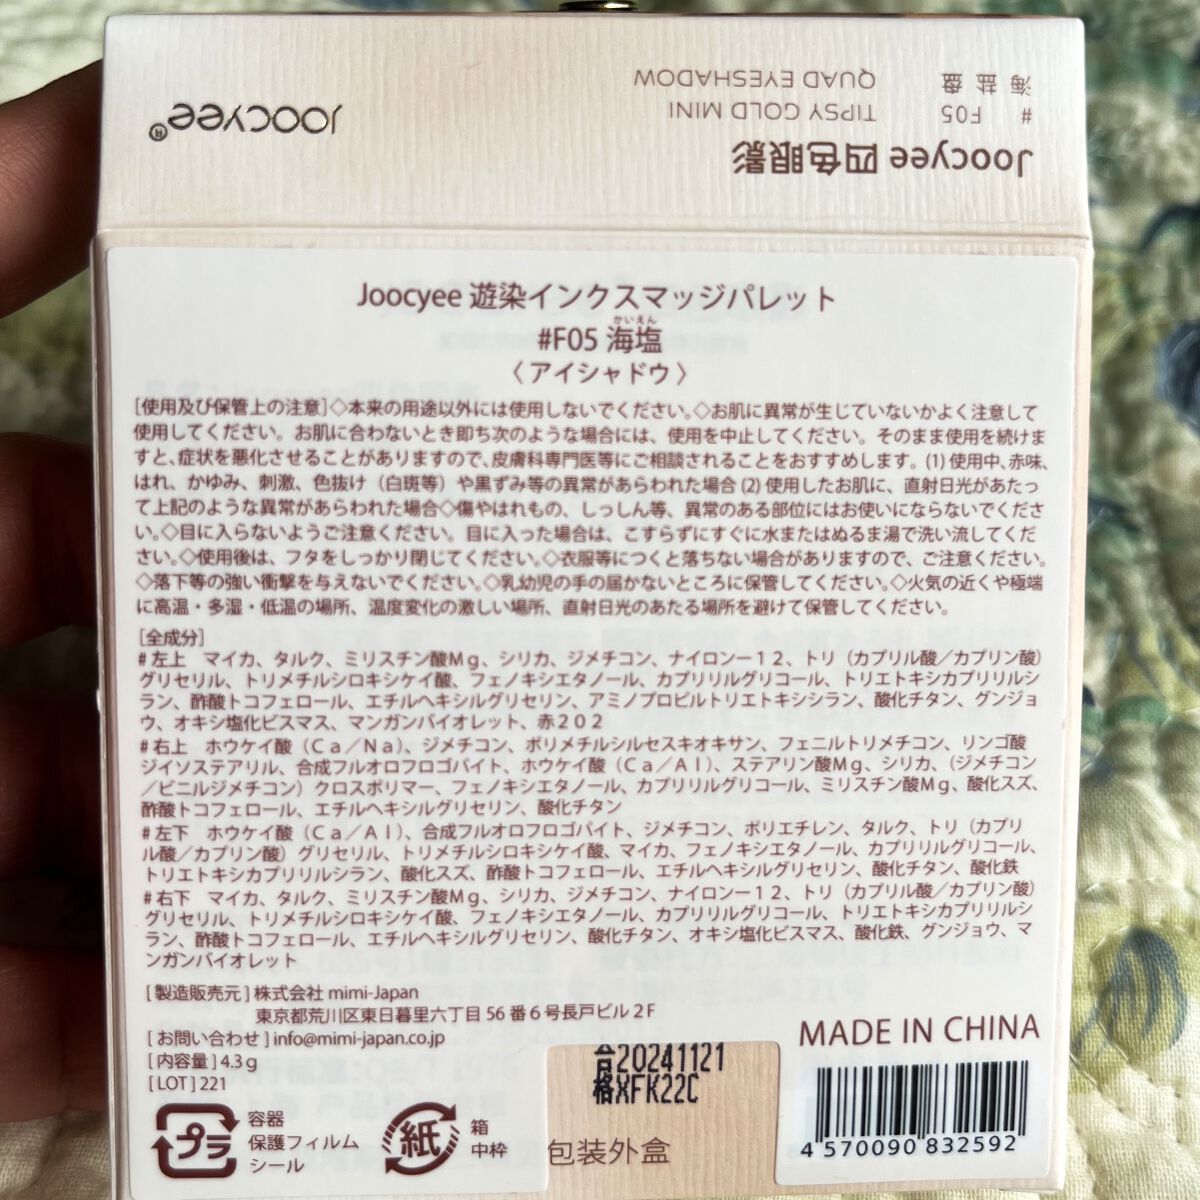 Joocyee®
Joocyee 四色眼影
# F05 TIPSY GOLD MINI
海盐盘 QUAD EYESHADOW
Joocyee 遊染インクスマッジパレット
かいえん
#F05 海塩
〈アイシャドウ〉
[使用及び保管上の注意]◇本来の用途以外には使用しないでください。◇お肌に異常が生じていないかよく注意して
使用してください。お肌に合わないとき即ち次のような場合には、使用を中止してください。そのまま使用を続けま
すと、症状を悪化させることがありますので、皮膚科専門医等にご相談されることをおすすめします。(1) 使用中、赤味、
はれ、かゆみ、刺激、色抜け（白斑等）や黒ずみ等の異常があらわれた場合 (2) 使用したお肌に、直射日光があたっ
て上記のような異常があらわれた場合◇傷やはれもの、しっしん等、異常のある部位にはお使いにならないでくださ
い。◇目に入らないようご注意ください。目に入った場合は、こすらずにすぐに水またはぬるま湯で洗い流してくだ
さい。◇使用後は、フタをしっかり閉じてください。◇衣服等につくと落ちない場合がありますので、ご注意ください。
◇落下等の強い衝撃を与えないでください。◇乳幼児の手の届かないところに保管してください。◇火気の近くや極端
に高温・多湿・低温の場所、温度変化の激しい場所、直射日光のあたる場所を避けて保管してください。
[全成分]
#左上 マイカ、タルク、ミリスチン酸Ｍｇ、シリカ、ジメチコン、ナイロン－１２、トリ（カプリル酸／カプリン酸）
グリセリル、トリメチルシロキシケイ酸、フェノキシエタノール、カプリリルグリコール、トリエトキシカプリリルシ
ラン、酢酸トコフェロール、エチルヘキシルグリセリン、アミノプロピルトリエトキシシラン、酸化チタン、グンジョ
ウ、オキシ塩化ビスマス、マンガンバイオレット、赤２０２
#右上 ホウケイ酸（Ｃａ／Ｎａ）、ジメチコン、ポリメチルシルセスキオキサン、フェニルトリメチコン、リンゴ酸
ジイソステアリル、合成フルオロフロゴパイト、ホウケイ酸（Ｃａ／Ａｌ）、ステアリン酸Ｍｇ、シリカ、（ジメチコン
／ビニルジメチコン）クロスポリマー、フェノキシエタノール、カプリリルグリコール、ミリスチン酸Ｍｇ、酸化スズ、
酢酸トコフェロール、エチルヘキシルグリセリン、酸化チタン
#左下 ホウケイ酸（Ｃａ／Ａｌ）、合成フルオロフロゴパイト、ジメチコン、ポリエチレン、タルク、トリ（カプリ
ル酸／カプリン酸）グリセリル、トリメチルシロキシケイ酸、マイカ、フェノキシエタノール、カプリリルグリコール、
トリエトキシカプリリルシラン、酸化スズ、酢酸トコフェロール、エチルヘキシルグリセリン、酸化チタン、酸化鉄
#右下 マイカ、タルク、ミリスチン酸Ｍｇ、シリカ、ジメチコン、ナイロン－１２、トリ（カプリル酸／カプリン酸）
グリセリル、トリメチルシロキシケイ酸、フェノキシエタノール、カプリリルグリコール、トリエトキシカプリリルシ
ラン、酢酸トコフェロール、エチルヘキシルグリセリン、酸化チタン、オキシ塩化ビスマス、酸化鉄、グンジョウ、マ
ンガンバイオレット
[製造販売元] 株式会社 mimi-Japan
東京都荒川区東日暮里六丁目 56 番 6 号長戸ビル 2 F
[お問い合わせ] info@mimi-japan.co.jp
[内容量] 4.3 g
[LOT] 221
MADE IN CHINA
合20241121
格XFK22C
4 570090 832592
プラ
容器
保護フィルム
シール
紙
箱
中枠
包装外盒